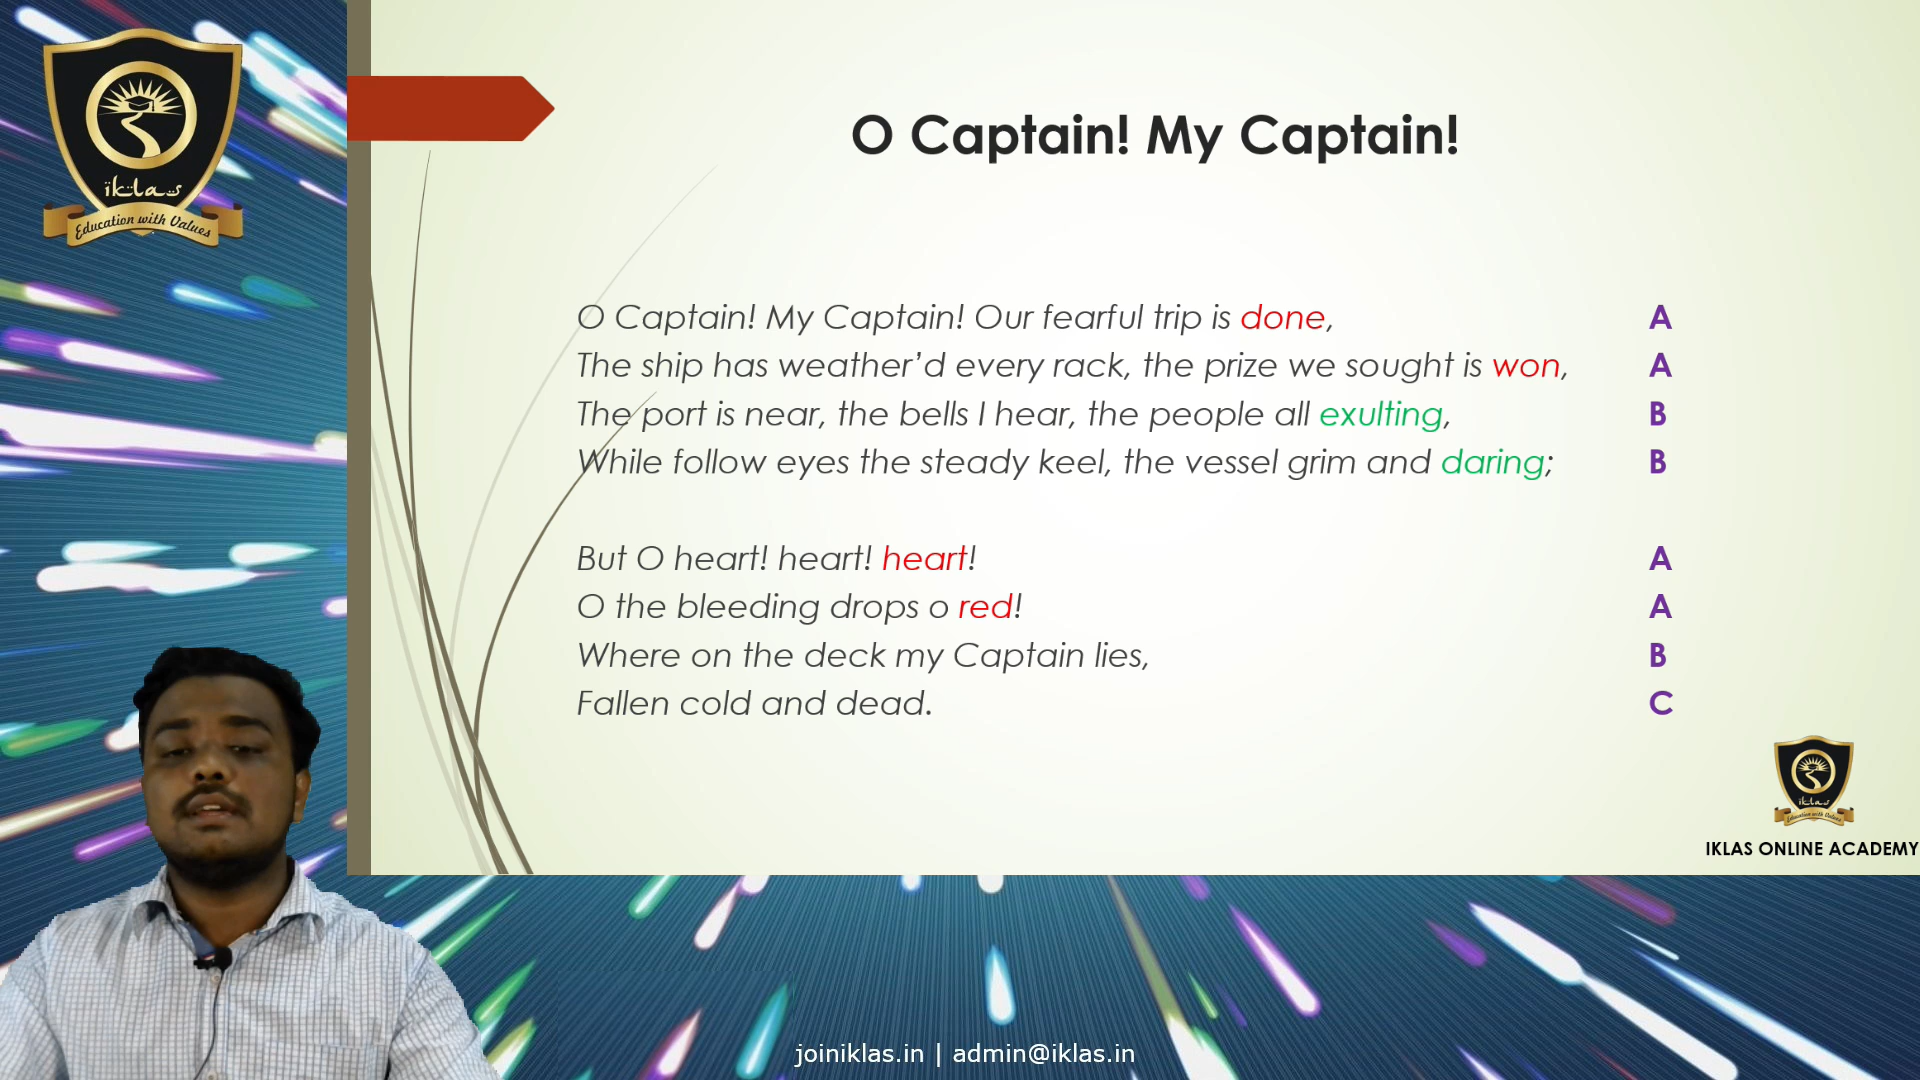 iklas
Education with Values
O Captain! My Captain!
O Captain! My Captain! Our fearful trip is done, A
The ship has weather’d every rack, the prize we sought is won, A
The port is near, the bells I hear, the people all exulting, B
While follow eyes the steady keel, the vessel grim and daring; B
But O heart! heart! heart! A
O the bleeding drops o red! A
Where on the deck my Captain lies, B
Fallen cold and dead. C
iklas
Education with Values
IKLAS ONLINE ACADEMY
joiniklas.in | admin@iklas.in